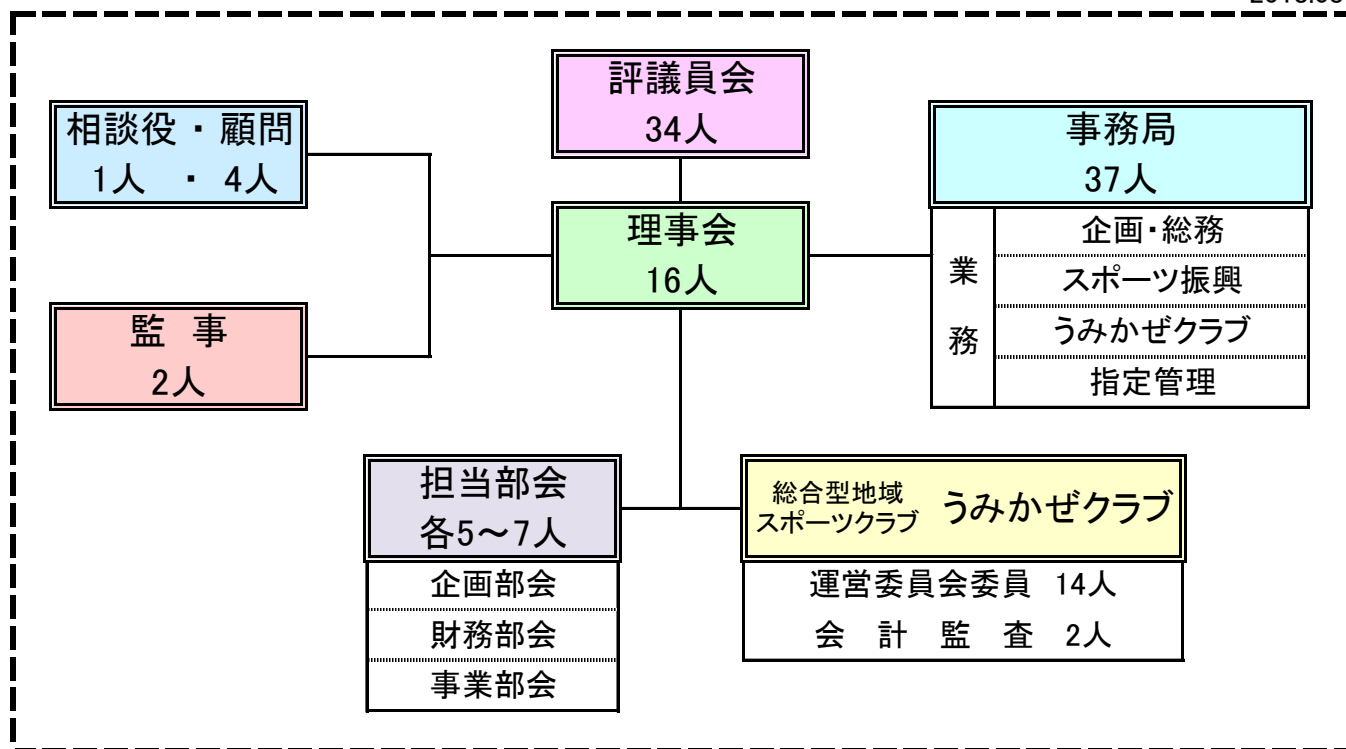 評議員会
34人
相談役・顧問
1人 ・ 4人
事務局
37人
業務
企画・総務
スポーツ振興
うみかぜクラブ
指定管理
理事会
16人
監 事
2人
担当部会
各5～7人
企画部会
財務部会
事業部会
総合型地域
スポーツクラブ
うみかぜクラブ
運営委員会委員 14人
会 計 監 査 2人